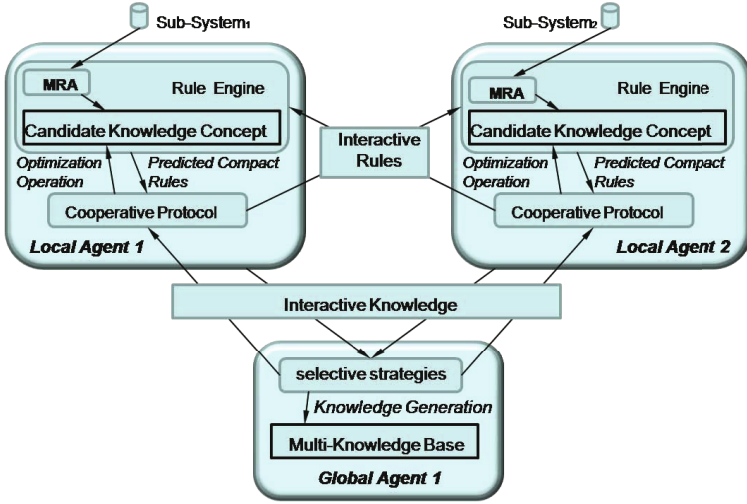 Sub-System1
MRA
Rule Engine
Candidate Knowledge Concept
Optimization
Operation
Predicted Compact
Rules
Cooperative Protocol
Local Agent 1
Interactive
Rules
Sub-System2
MRA
Rule Engine
Candidate Knowledge Concept
Optimization
Operation
Predicted Compact
Rules
Cooperative Protocol
Local Agent 2
Interactive Knowledge
selective strategies
Knowledge Generation
Multi-Knowledge Base
Global Agent 1